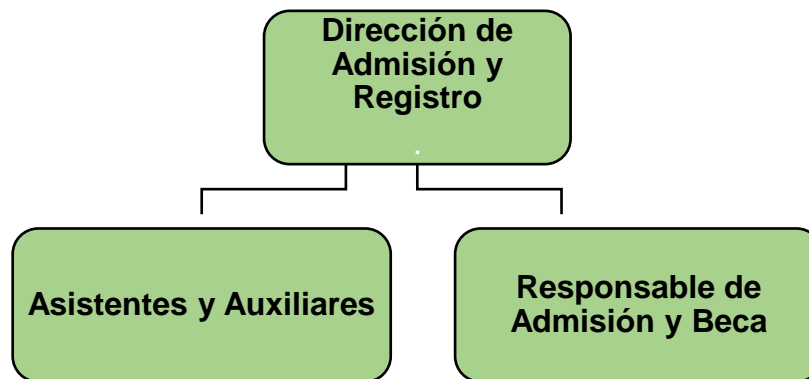 Dirección de
Admisión y
Registro
.
Asistentes y Auxiliares
Responsable de
Admisión y Beca